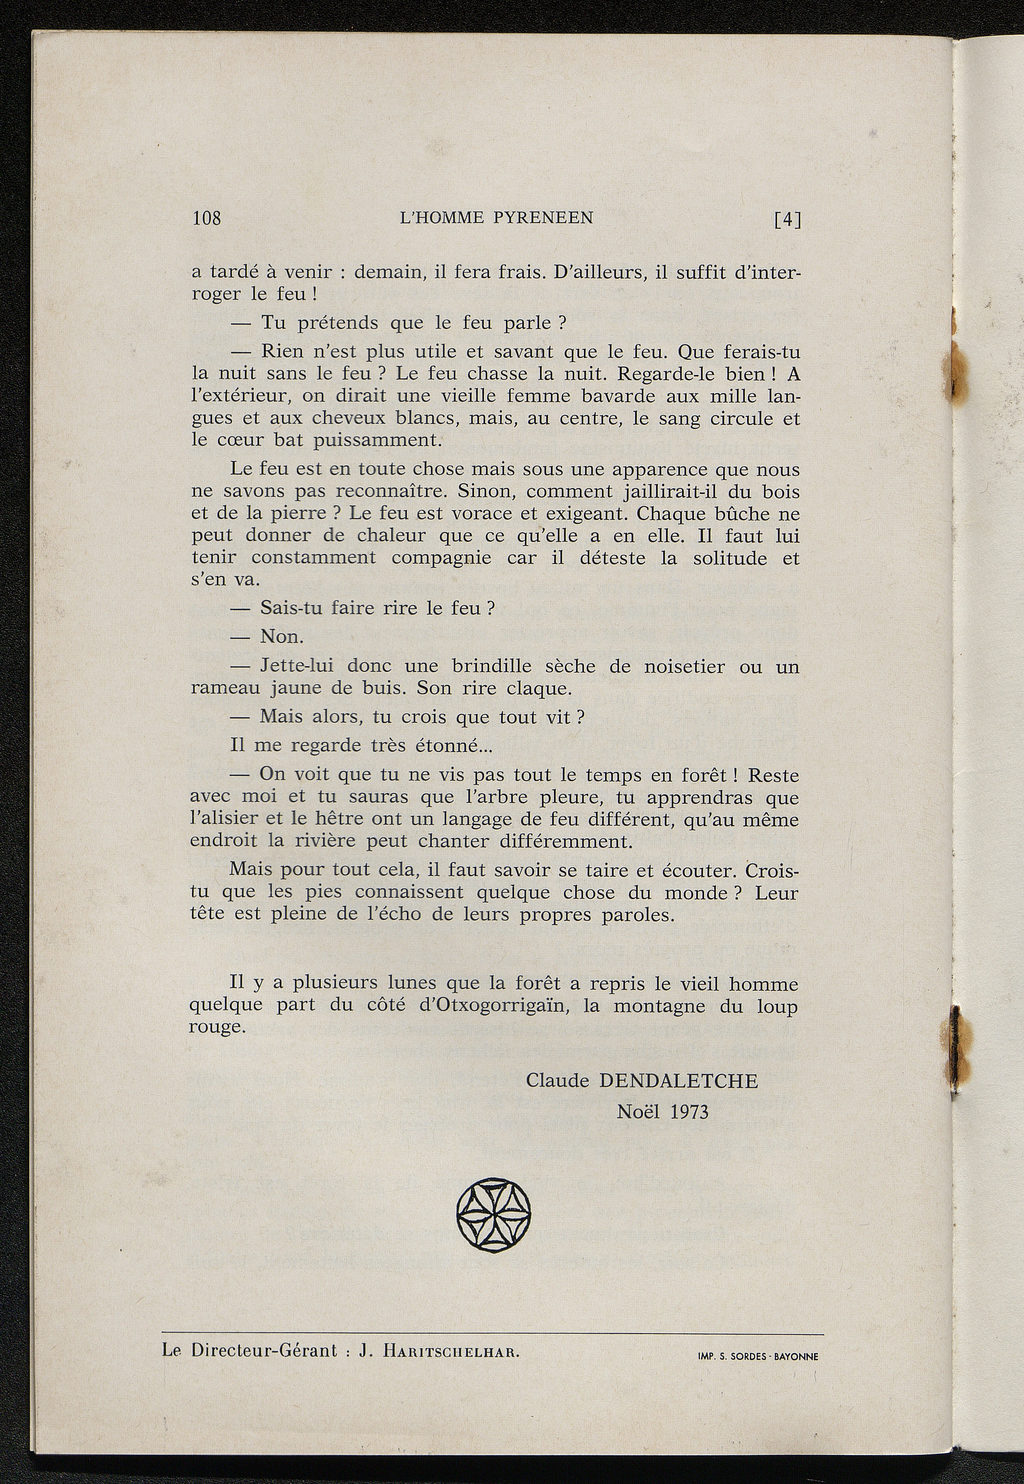 108 L'HOMME PYRENEEN [4]
a tardé à venir : demain, il fera frais. D'ailleurs, il suffit d'inter-
roger le feu !
— Tu prétends que le feu parle ?
— Rien n'est plus utile et savant que le feu. Que ferais-tu
la nuit sans le feu ? Le feu chasse la nuit. Regarde-le bien ! A
l'extérieur, on dirait une vieille femme bavarde aux mille lan-
gues et aux cheveux blancs, mais, au centre, le sang circule et
le cœur bat puissamment.
Le feu est en toute chose mais sous une apparence que nous
ne savons pas reconnaître. Sinon, comment jaillirait-il du bois
et de la pierre ? Le feu est vorace et exigeant. Chaque bûche ne
peut donner de chaleur que ce qu'elle a en elle. Il faut lui
tenir constamment compagnie car il déteste la solitude et
s'en va.
— Sais-tu faire rire le feu ?
— Non.
— Jette-lui donc une brindille sèche de noisetier ou un
rameau jaune de buis. Son rire claque.
— Mais alors, tu crois que tout vit ?
Il me regarde très étonné...
— On voit que tu ne vis pas tout le temps en forêt ! Reste
avec moi et tu sauras que l'arbre pleure, tu apprendras que
l'alisier et le hêtre ont un langage de feu différent, qu'au même
endroit la rivière peut chanter différemment.
Mais pour tout cela, il faut savoir se taire et écouter. Crois-
tu que les pies connaissent quelque chose du monde ? Leur
tête est pleine de l'écho de leurs propres paroles.
Il y a plusieurs lunes que la forêt a repris le vieil homme
quelque part du côté d'Otxogorrigaïn, la montagne du loup
rouge.
Claude DENDALETCHE
Noël 1973
Le Directeur-Gérant : J. HARITSCHELHAR.
IMP. S. SORDES - BAYONNE